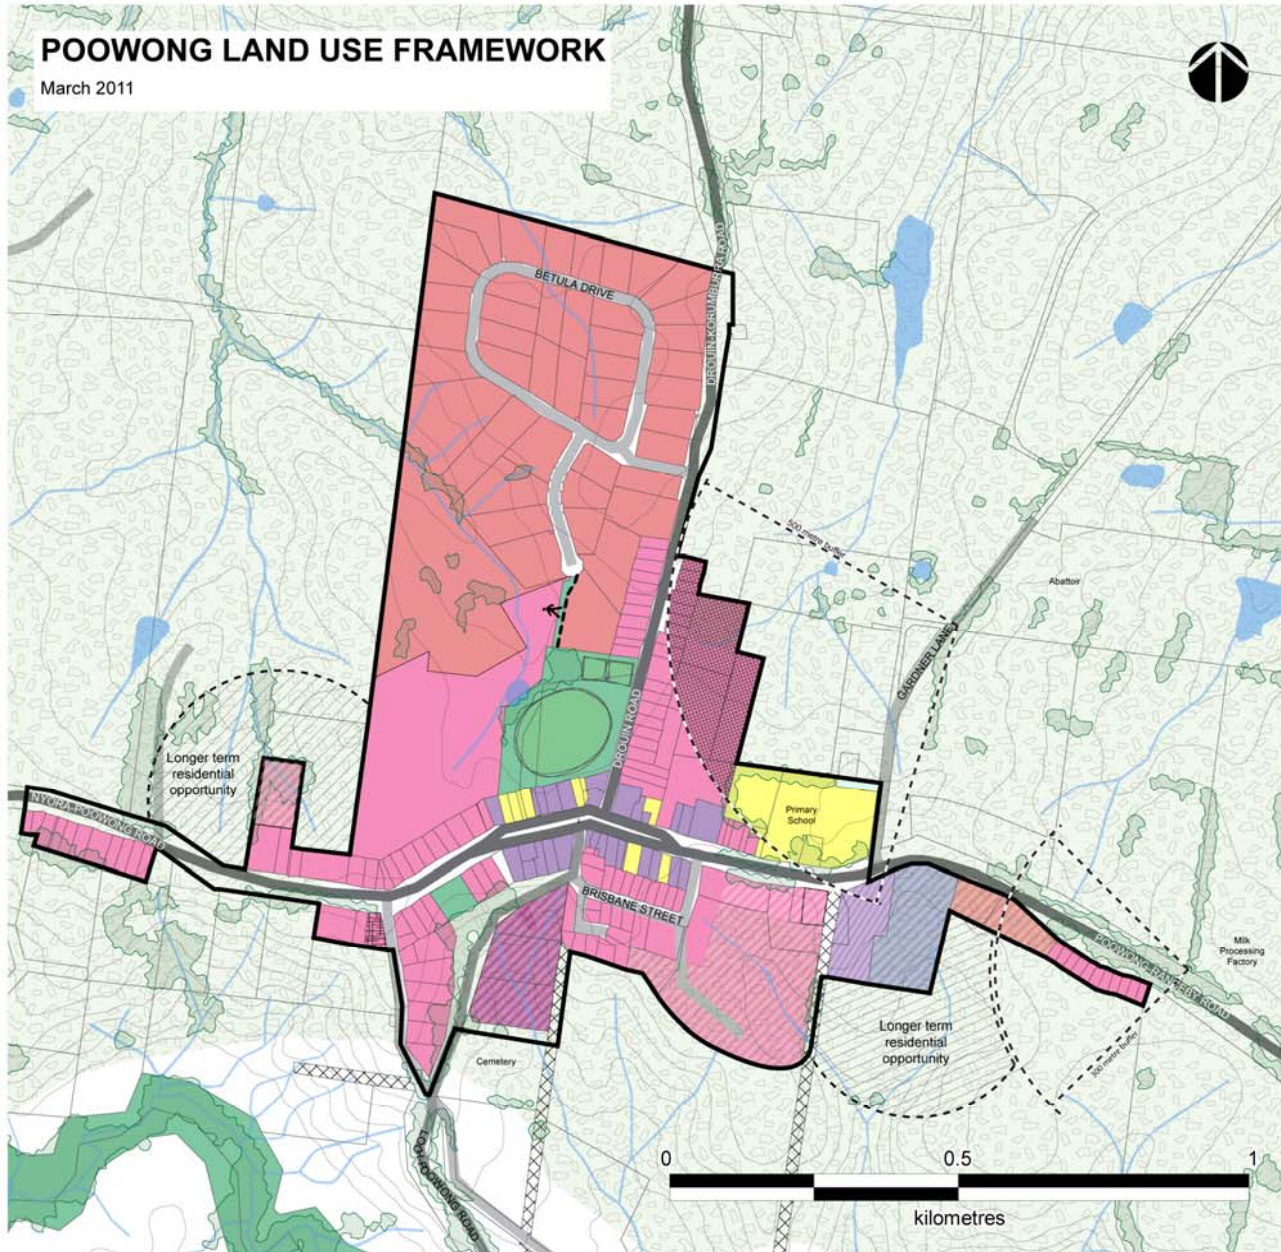 POOWONG LAND USE FRAMEWORK
March 2011
BETULA DRIVE
DROUIN-KORUMBURRA ROAD
500 metre buffer
Abattoir
GARDNER LANE
DROUIN ROAD
Longer term
residential
opportunity
NYORA-POOWONG ROAD
Primary
School
BRISBANE STREET
POOWONG-RANCEBY ROAD
Milk
Processing
Factory
Longer term
residential
opportunity
300 metre buffer
Cemetery
LOCH-POOWONG ROAD
0
0.5
1
kilometres